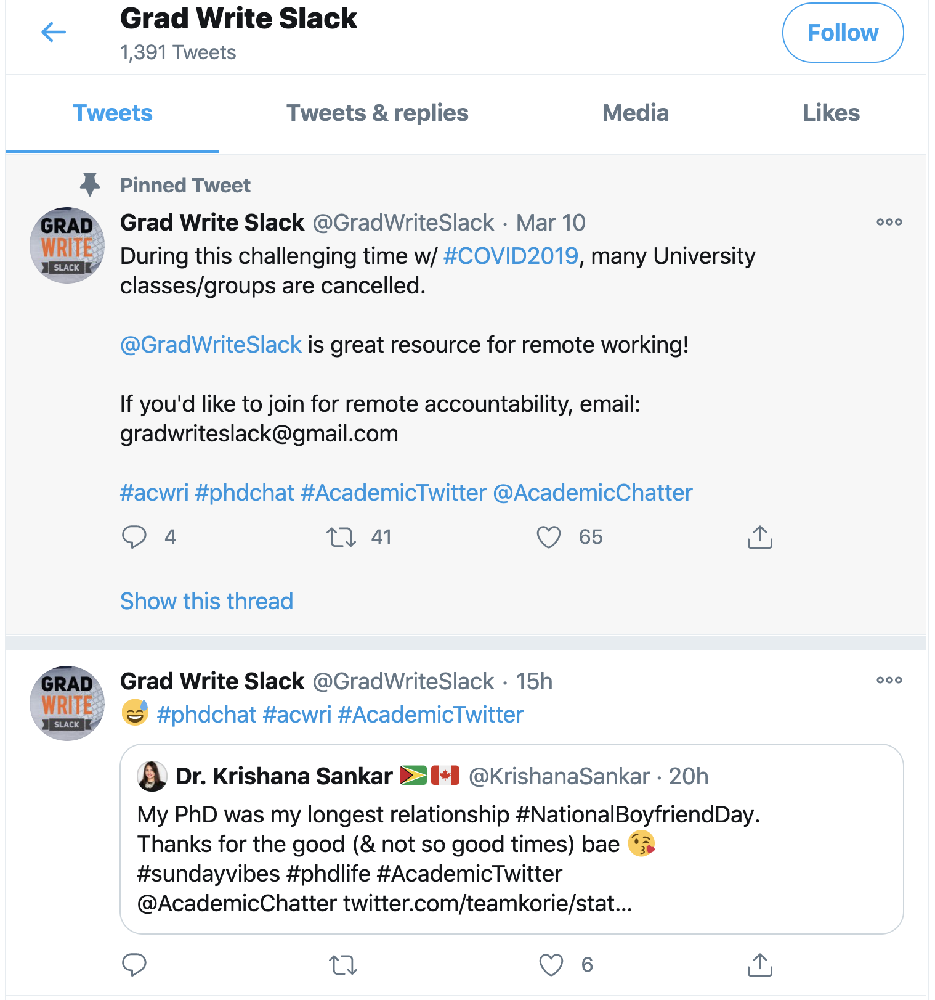 Grad Write Slack
1,391 Tweets
Follow
Tweets
Tweets & replies
Media
Likes
Pinned Tweet
GRAD
WRITE
SLACK
Grad Write Slack @GradWriteSlack · Mar 10
During this challenging time w/ #COVID2019, many University
classes/groups are cancelled.
@GradWriteSlack is great resource for remote working!
If you'd like to join for remote accountability, email:
gradwriteslack@gmail.com
#acwri #phdchat #AcademicTwitter @AcademicChatter
4
41
65
Show this thread
GRAD
WRITE
SLACK
Grad Write Slack @GradWriteSlack · 15h
😅 #phdchat #acwri #AcademicTwitter
Dr. Krishana Sankar 🇬🇾🇨🇦 @KrishanaSankar · 20h
My PhD was my longest relationship #NationalBoyfriendDay.
Thanks for the good (& not so good times) bae 😘
#sundayvibes #phdlife #AcademicTwitter
@AcademicChatter twitter.com/teamkorie/stat...
6